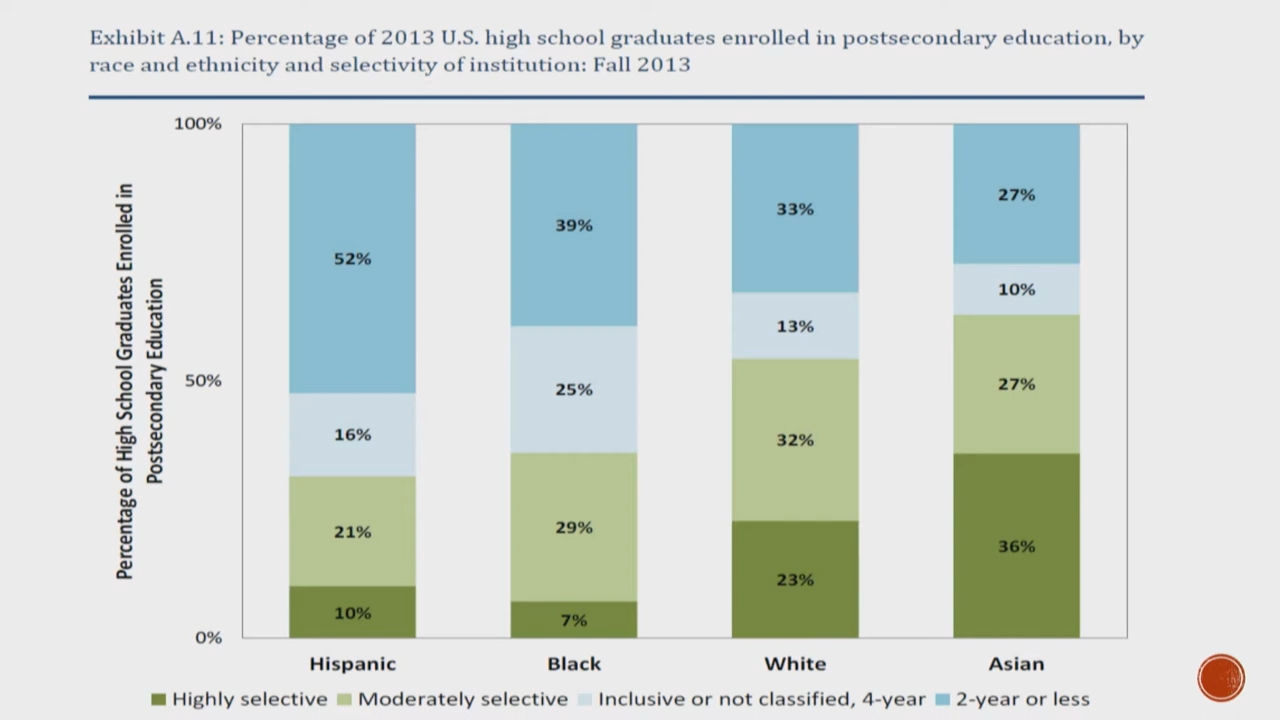 Exhibit A.11: Percentage of 2013 U.S. high school graduates enrolled in postsecondary education, by
race and ethnicity and selectivity of institution: Fall 2013
Percentage of High School Graduates Enrolled in
Postsecondary Education
100%
50%
0%
52%
16%
21%
10%
39%
25%
29%
7%
33%
13%
32%
23%
27%
10%
27%
36%
Hispanic
Black
White
Asian
Highly selective
Moderately selective
Inclusive or not classified, 4-year
2-year or less